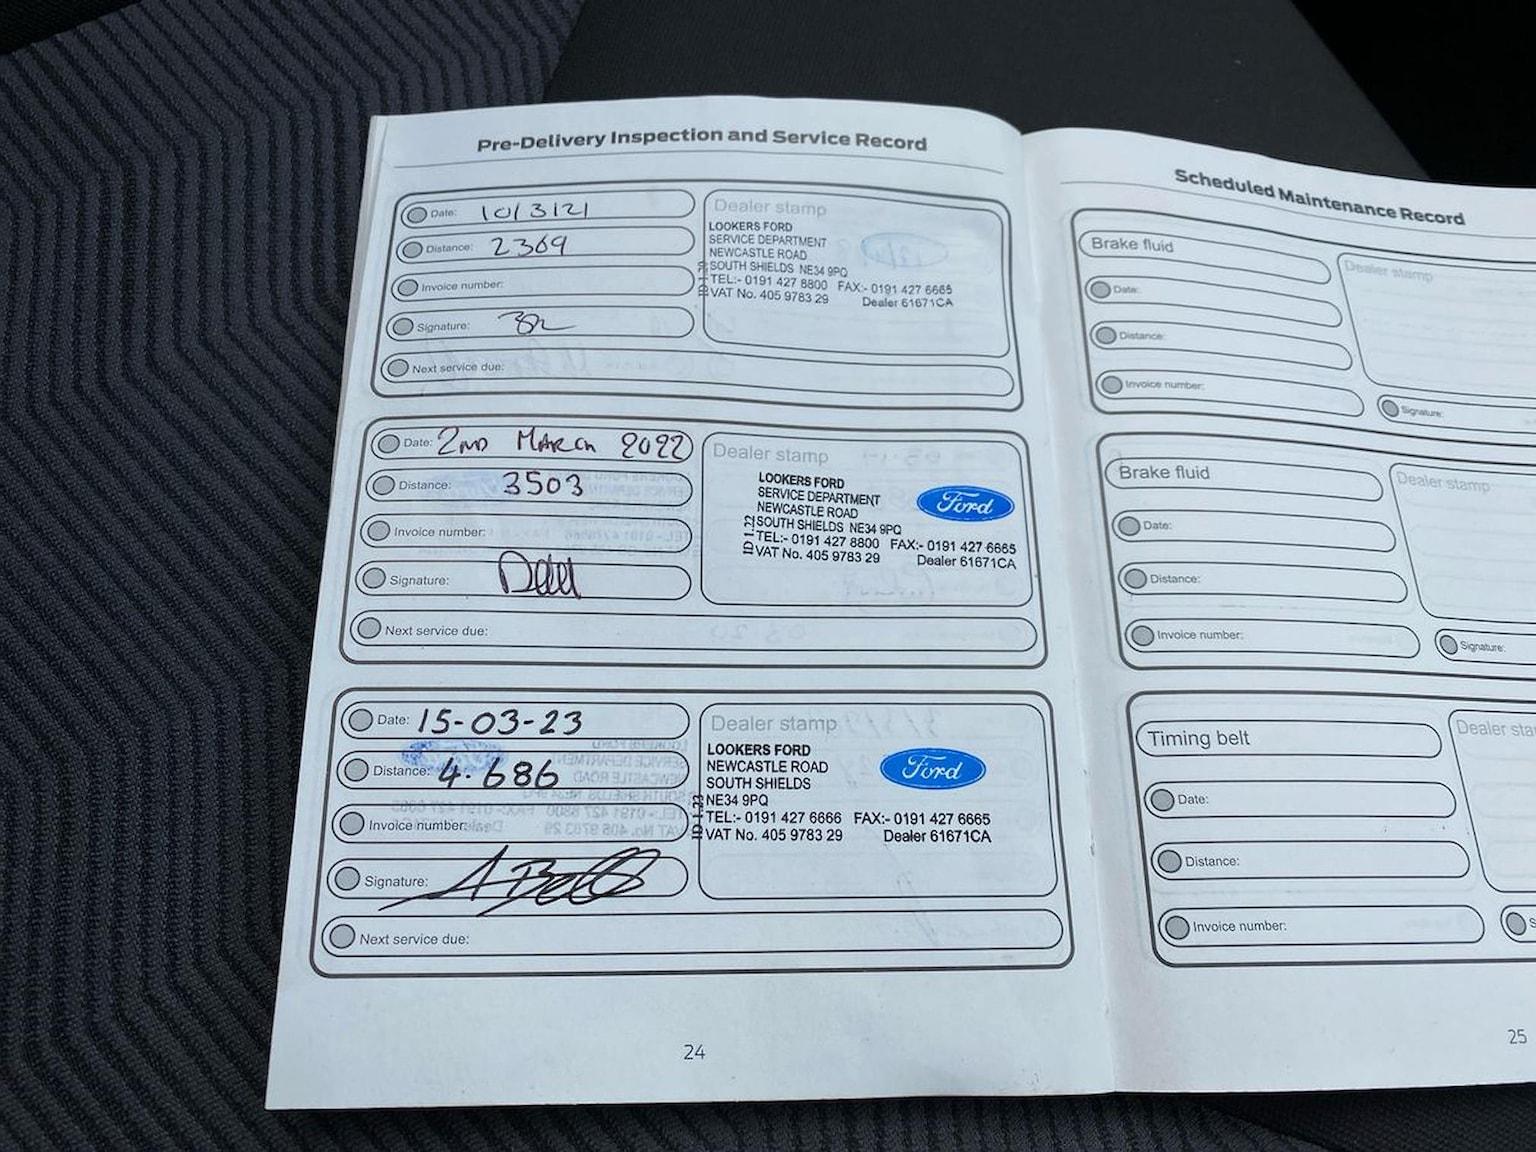 Pre-Delivery Inspection and Service Record
Date: 10/3/21
Distance: 2369
Invoice number:
Signature:
Next service due:
Dealer stamp
LOOKERS FORD
SERVICE DEPARTMENT
NEWCASTLE ROAD
SOUTH SHIELDS NE34 9PQ
TEL:- 0191 427 8800 FAX:- 0191 427 6665
VAT No. 405 9783 29 Dealer 61671CA
Date: 2ND MARCH 2022
Distance: 3503
Invoice number:
Signature:
Next service due:
Dealer stamp
LOOKERS FORD
SERVICE DEPARTMENT
NEWCASTLE ROAD
SOUTH SHIELDS NE34 9PQ
TEL:- 0191 427 8800 FAX:- 0191 427 6665
VAT No. 405 9783 29 Dealer 61671CA
ID 1.22
Ford
Date: 15-03-23
Distance: 4.686
Invoice number:
Signature:
Next service due:
Dealer stamp
LOOKERS FORD
NEWCASTLE ROAD
SOUTH SHIELDS
NE34 9PQ
TEL:- 0191 427 6666 FAX:- 0191 427 6665
VAT No. 405 9783 29 Dealer 61671CA
ID 1.23
Ford
24
Scheduled Maintenance Record
Brake fluid
Date:
Distance:
Invoice number:
Dealer stamp
Signature:
Brake fluid
Date:
Distance:
Invoice number:
Dealer stamp
Signature:
Timing belt
Date:
Distance:
Invoice number:
Dealer
25